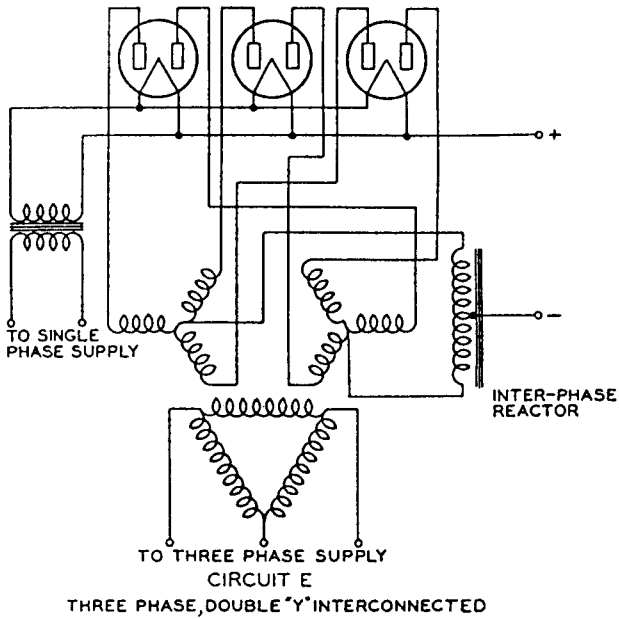 +
TO SINGLE
PHASE SUPPLY
−
INTER-PHASE
REACTOR
TO THREE PHASE SUPPLY
CIRCUIT E
THREE PHASE, DOUBLE "Y" INTERCONNECTED